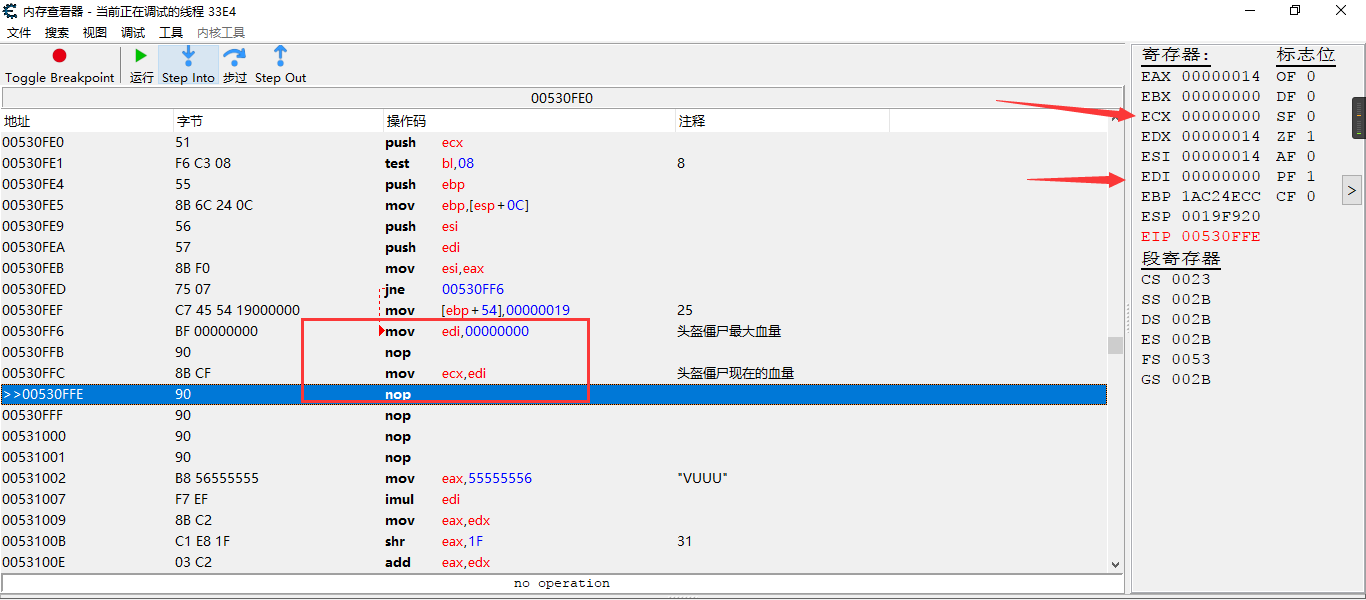 内存查看器 - 当前正在调试的线程 33E4
文件 搜索 视图 调试 工具 内核工具
Toggle Breakpoint 运行 Step Into 步过 Step Out
00530FE0
地址 字节 操作码 注释
00530FE0 51 push ecx
00530FE1 F6 C3 08 test bl,08 8
00530FE4 55 push ebp
00530FE5 8B 6C 24 0C mov ebp,[esp+0C]
00530FE9 56 push esi
00530FEA 57 push edi
00530FEB 8B F0 mov esi,eax
00530FED 75 07 jne 00530FF6
00530FEF C7 45 54 19000000 mov [ebp+54],00000019 25
00530FF6 BF 00000000 mov edi,00000000 头盔僵尸最大血量
00530FFB 90 nop
00530FFC 8B CF mov ecx,edi 头盔僵尸现在的血量
>>00530FFE 90 nop
00530FFF 90 nop
00531000 90 nop
00531001 90 nop
00531002 B8 56555555 mov eax,55555556 "VUUU"
00531007 F7 EF imul edi
00531009 8B C2 mov eax,edx
0053100B C1 E8 1F shr eax,1F 31
0053100E 03 C2 add eax,edx
no operation
寄存器: 标志位
EAX 00000014 OF 0
EBX 00000000 DF 0
ECX 00000000 SF 0
EDX 00000014 ZF 1
ESI 00000014 AF 0
EDI 00000000 PF 1
EBP 1AC24ECC CF 0
ESP 0019F920
EIP 00530FFE
段寄存器
CS 0023
SS 002B
DS 002B
ES 002B
FS 0053
GS 002B
>